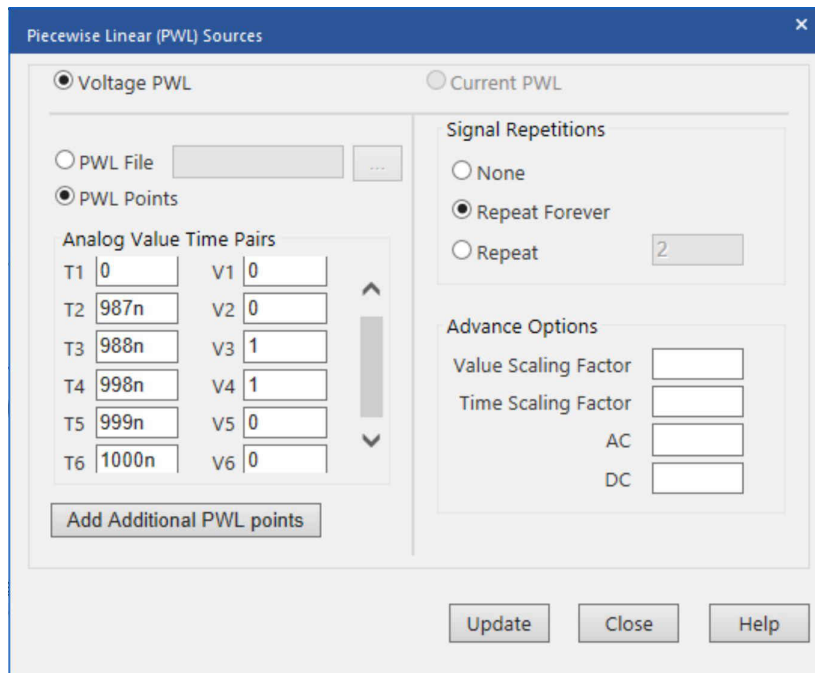 Piecewise Linear (PWL) Sources
×
Voltage PWL
Current PWL
PWL File
...
PWL Points
Analog Value Time Pairs
T1 0 V1 0
T2 987n V2 0
T3 988n V3 1
T4 998n V4 1
T5 999n V5 0
T6 1000n V6 0
Add Additional PWL points
Signal Repetitions
None
Repeat Forever
Repeat 2
Advance Options
Value Scaling Factor
Time Scaling Factor
AC
DC
Update Close Help